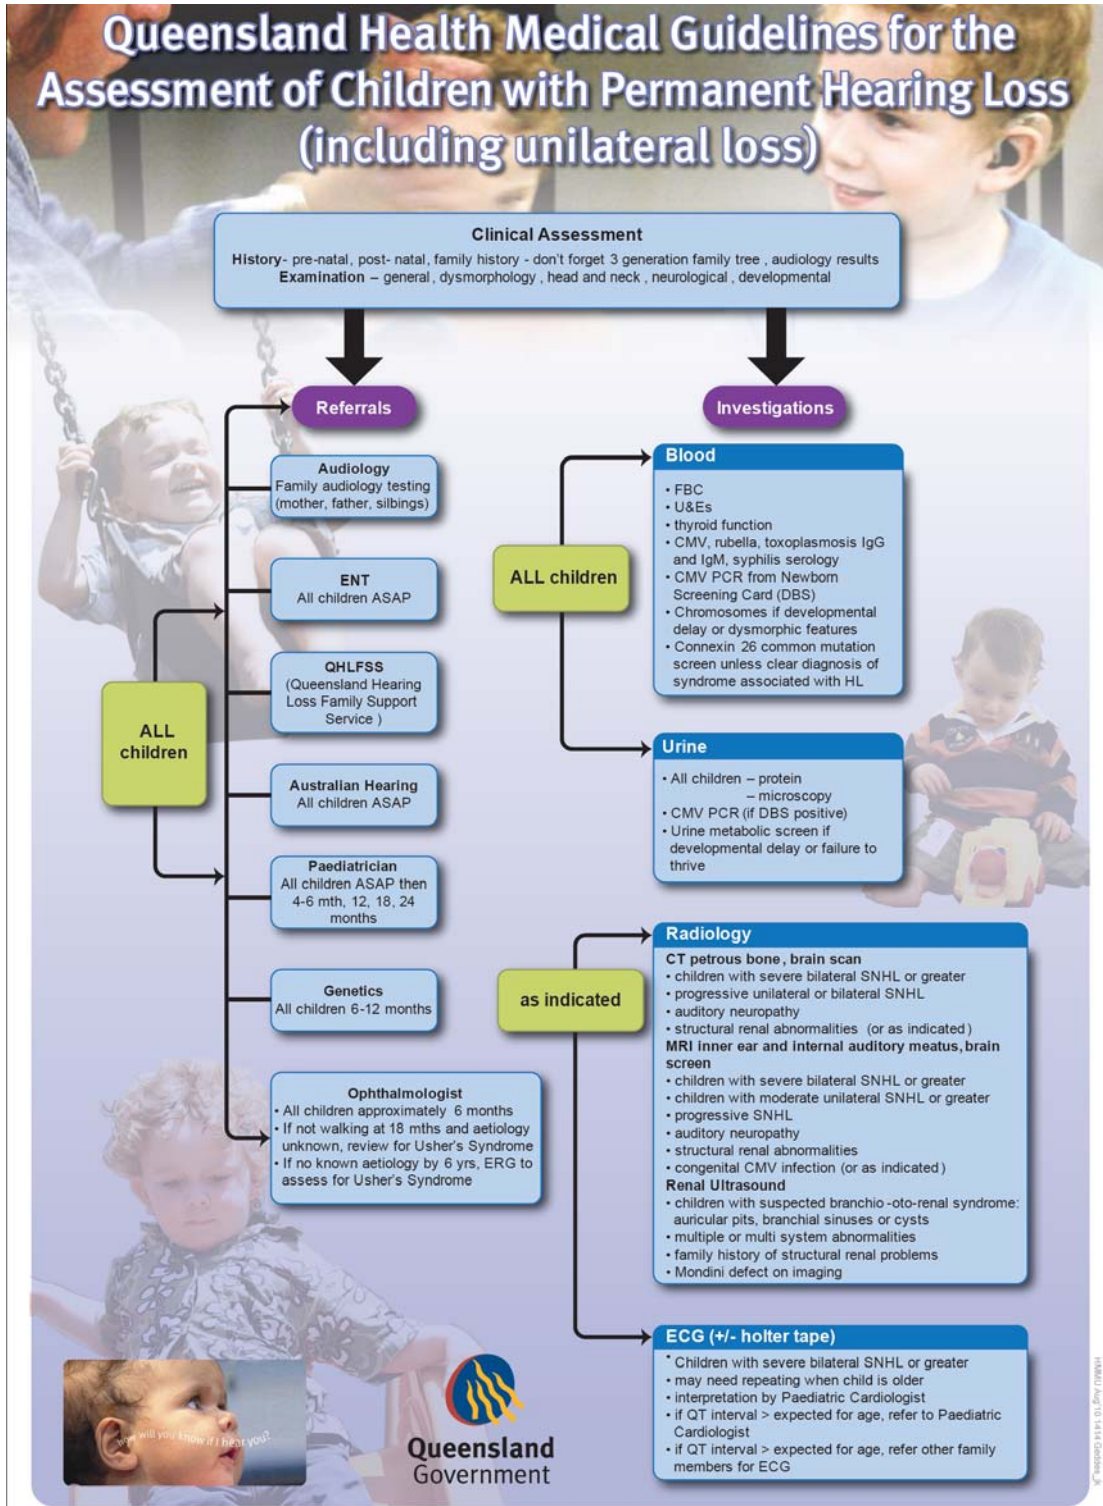 Queensland Health Medical Guidelines for the
Assessment of Children with Permanent Hearing Loss
(including unilateral loss)
Clinical Assessment
History- pre-natal, post- natal, family history - don't forget 3 generation family tree , audiology results
Examination – general , dysmorphology , head and neck , neurological , developmental
Referrals
Audiology
Family audiology testing
(mother, father, silbings)
ENT
All children ASAP
QHLFSS
(Queensland Hearing
Loss Family Support
Service )
ALL
children
Australian Hearing
All children ASAP
Paediatrician
All children ASAP then
4-6 mth, 12, 18, 24
months
Genetics
All children 6-12 months
Ophthalmologist
• All children approximately 6 months
• If not walking at 18 mths and aetiology
unknown, review for Usher's Syndrome
• If no known aetiology by 6 yrs, ERG to
assess for Usher's Syndrome
Investigations
ALL children
Blood
• FBC
• U&Es
• thyroid function
• CMV, rubella, toxoplasmosis IgG
and IgM, syphilis serology
• CMV PCR from Newborn
Screening Card (DBS)
• Chromosomes if developmental
delay or dysmorphic features
• Connexin 26 common mutation
screen unless clear diagnosis of
syndrome associated with HL
Urine
• All children – protein
– microscopy
• CMV PCR (if DBS positive)
• Urine metabolic screen if
developmental delay or failure to
thrive
as indicated
Radiology
CT petrous bone , brain scan
• children with severe bilateral SNHL or greater
• progressive unilateral or bilateral SNHL
• auditory neuropathy
• structural renal abnormalities (or as indicated )
MRI inner ear and internal auditory meatus, brain
screen
• children with severe bilateral SNHL or greater
• children with moderate unilateral SNHL or greater
• progressive SNHL
• auditory neuropathy
• structural renal abnormalities
• congenital CMV infection (or as indicated )
Renal Ultrasound
• children with suspected branchio -oto-renal syndrome:
auricular pits, branchial sinuses or cysts
• multiple or multi system abnormalities
• family history of structural renal problems
• Mondini defect on imaging
ECG (+/- holter tape)
• Children with severe bilateral SNHL or greater
• may need repeating when child is older
• interpretation by Paediatric Cardiologist
• if QT interval > expected for age, refer to Paediatric
Cardiologist
• if QT interval > expected for age, refer other family
members for ECG
how will you know if I hear you?
Queensland
Government
HMMU Aug'10 1414 Geddes_jk